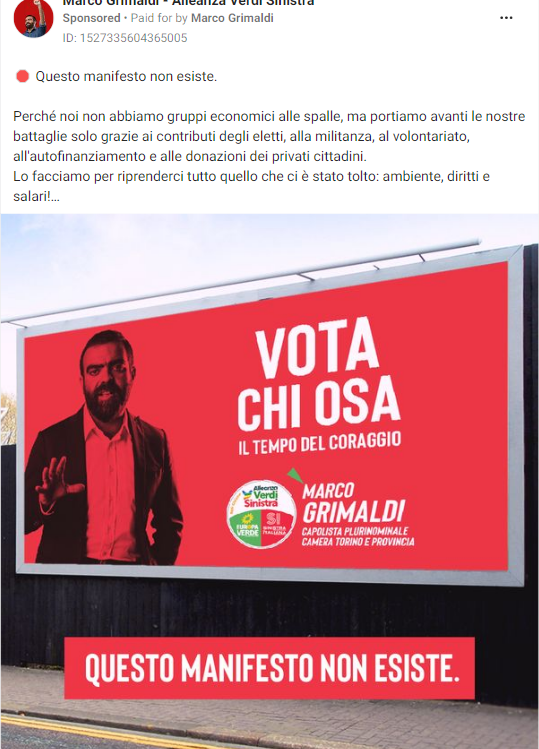 Marco Grimaldi - Alleanza Verdi Sinistra
Sponsored • Paid for by Marco Grimaldi
ID: 1527335604365005
🔴 Questo manifesto non esiste.
Perché noi non abbiamo gruppi economici alle spalle, ma portiamo avanti le nostre
battaglie solo grazie ai contributi degli eletti, alla militanza, al volontariato,
all'autofinanziamento e alle donazioni dei privati cittadini.
Lo facciamo per riprenderci tutto quello che ci è stato tolto: ambiente, diritti e
salari!...
VOTA
CHI OSA
IL TEMPO DEL CORAGGIO
Alleanza
Verdi
Sinistra
EUROPA
VERDE
SI
SINISTRA
ITALIANA
MARCO
GRIMALDI
CAPOLISTA PLURINOMINALE
CAMERA TORINO E PROVINCIA
QUESTO MANIFESTO NON ESISTE.